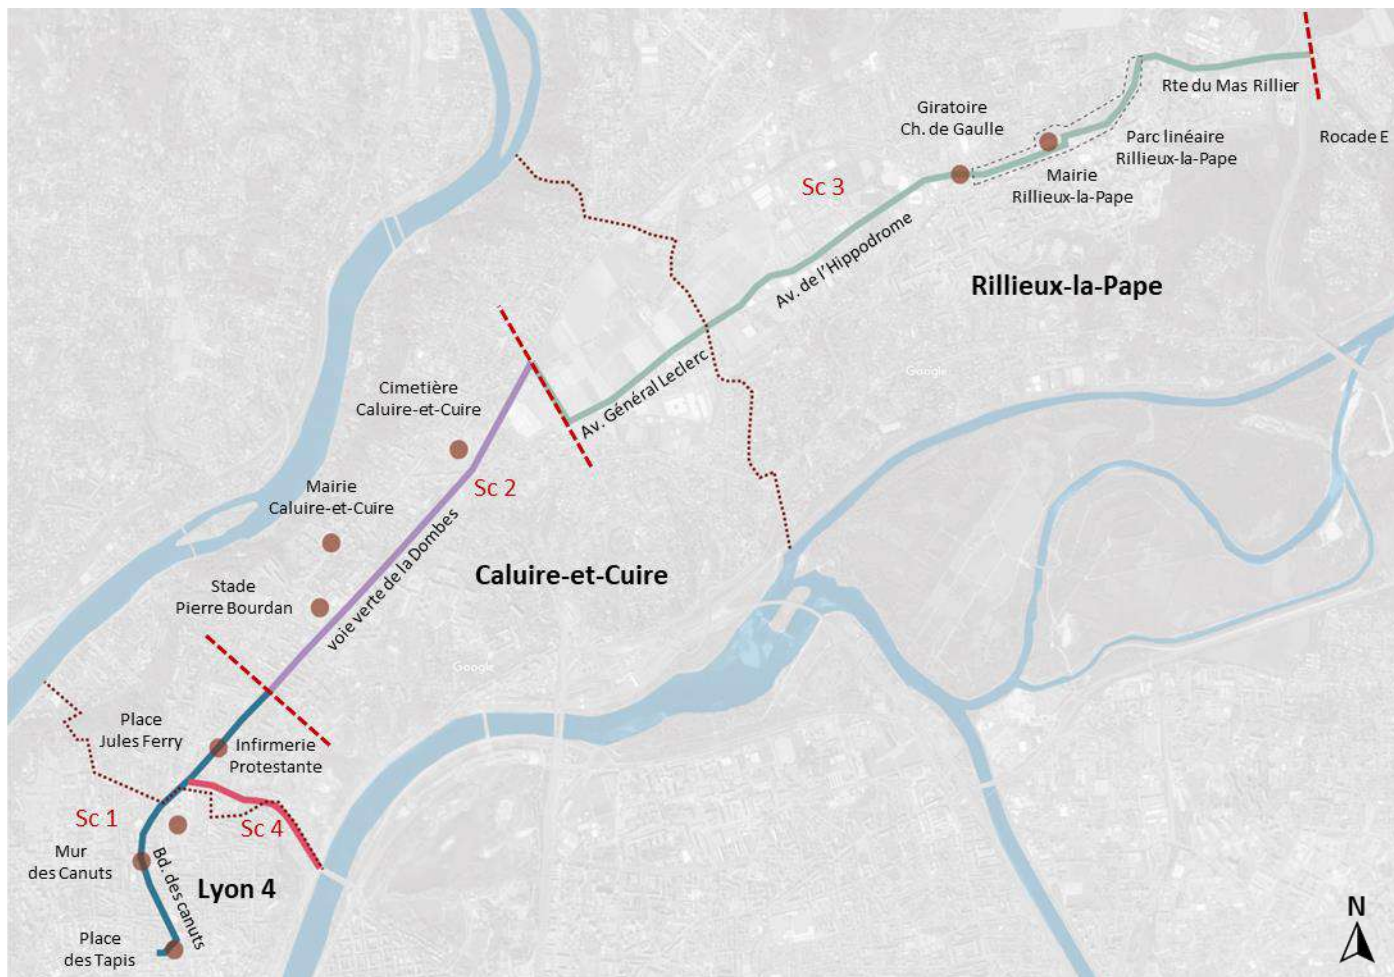 Rte du Mas Rillier
Giratoire
Ch. de Gaulle
Parc linéaire
Rillieux-la-Pape
Rocade E
Mairie
Rillieux-la-Pape
Sc 3
Av. de l'Hippodrome
Rillieux-la-Pape
Av. Général Leclerc
Google
Cimetière
Caluire-et-Cuire
Sc 2
Mairie
Caluire-et-Cuire
voie verte de la Dombes
Caluire-et-Cuire
Stade
Pierre Bourdan
Google
Place
Jules Ferry
Infirmerie
Protestante
Sc 1
Sc 4
Mur
des Canuts
Bd. des canuts
Lyon 4
Place
des Tapis
N